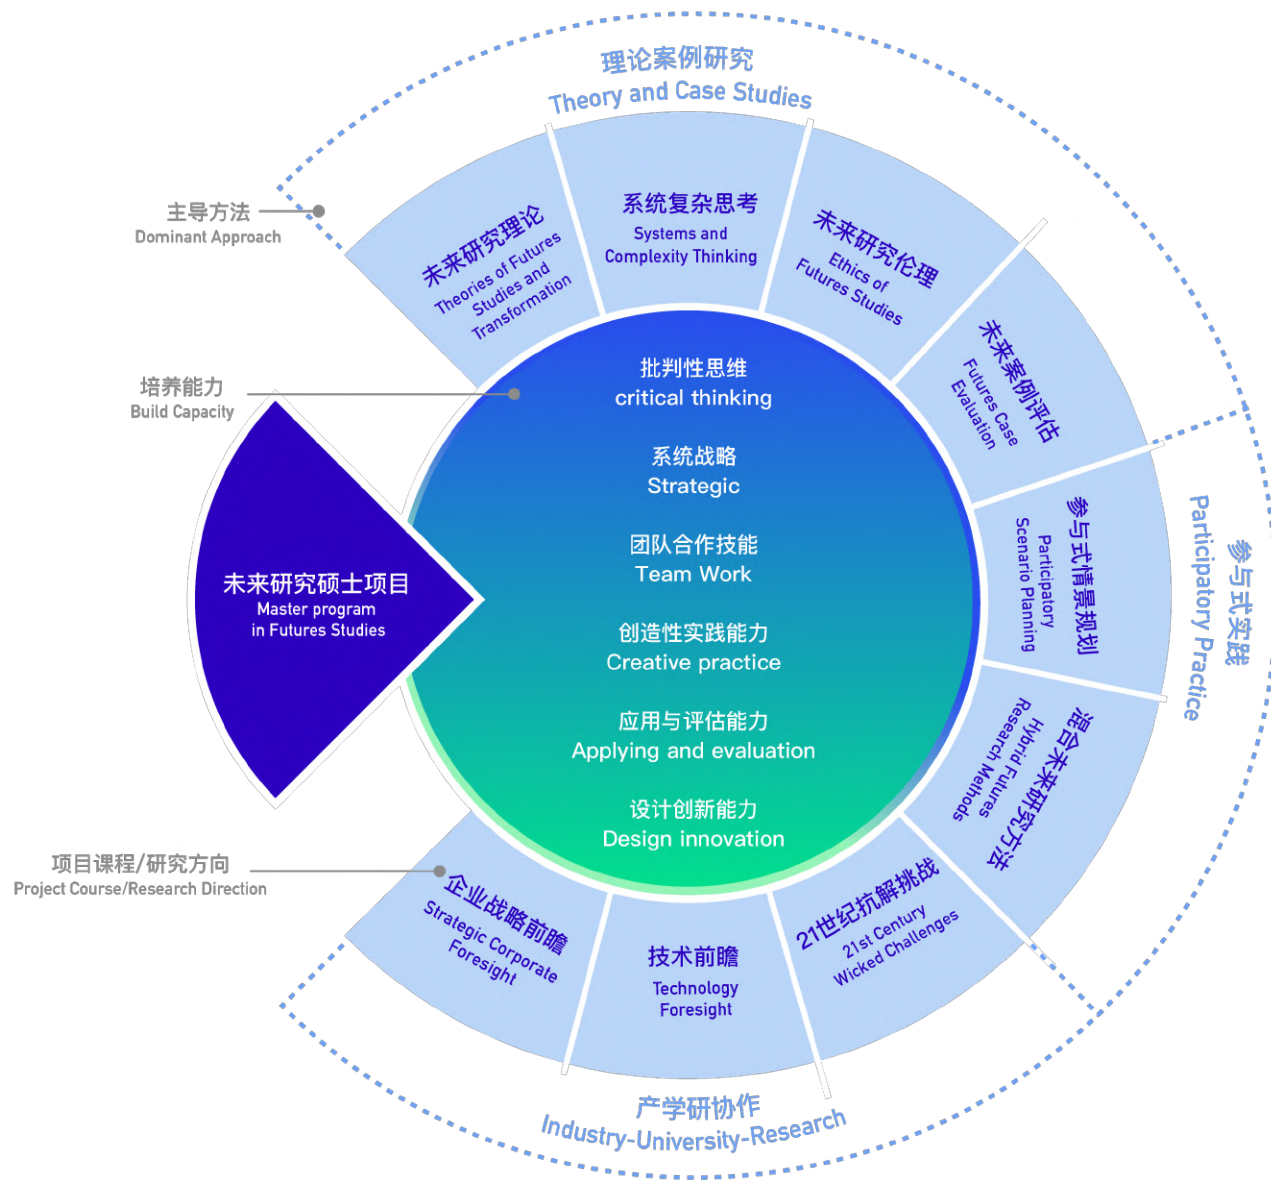 理论案例研究
Theory and Case Studies
主导方法
Dominant Approach
未来研究理论
Theories of Futures
Studies and
Transformation
系统复杂思考
Systems and
Complexity Thinking
未来研究伦理
Ethics of
Futures Studies
未来案例评估
Futures Case
Evaluation
参与式实践
Participatory Practice
参与式情景规划
Participatory
Scenario Planning
混合未来研究方法
Hybrid Futures
Research Methods
21世纪抗解挑战
21st Century
Wicked Challenges
技术前瞻
Technology
Foresight
企业战略前瞻
Strategic Corporate
Foresight
产学研协作
Industry-University-Research
培养能力
Build Capacity
批判性思维
critical thinking
系统战略
Strategic
团队合作技能
Team Work
创造性实践能力
Creative practice
应用与评估能力
Applying and evaluation
设计创新能力
Design innovation
未来研究硕士项目
Master program
in Futures Studies
项目课程/研究方向
Project Course/Research Direction